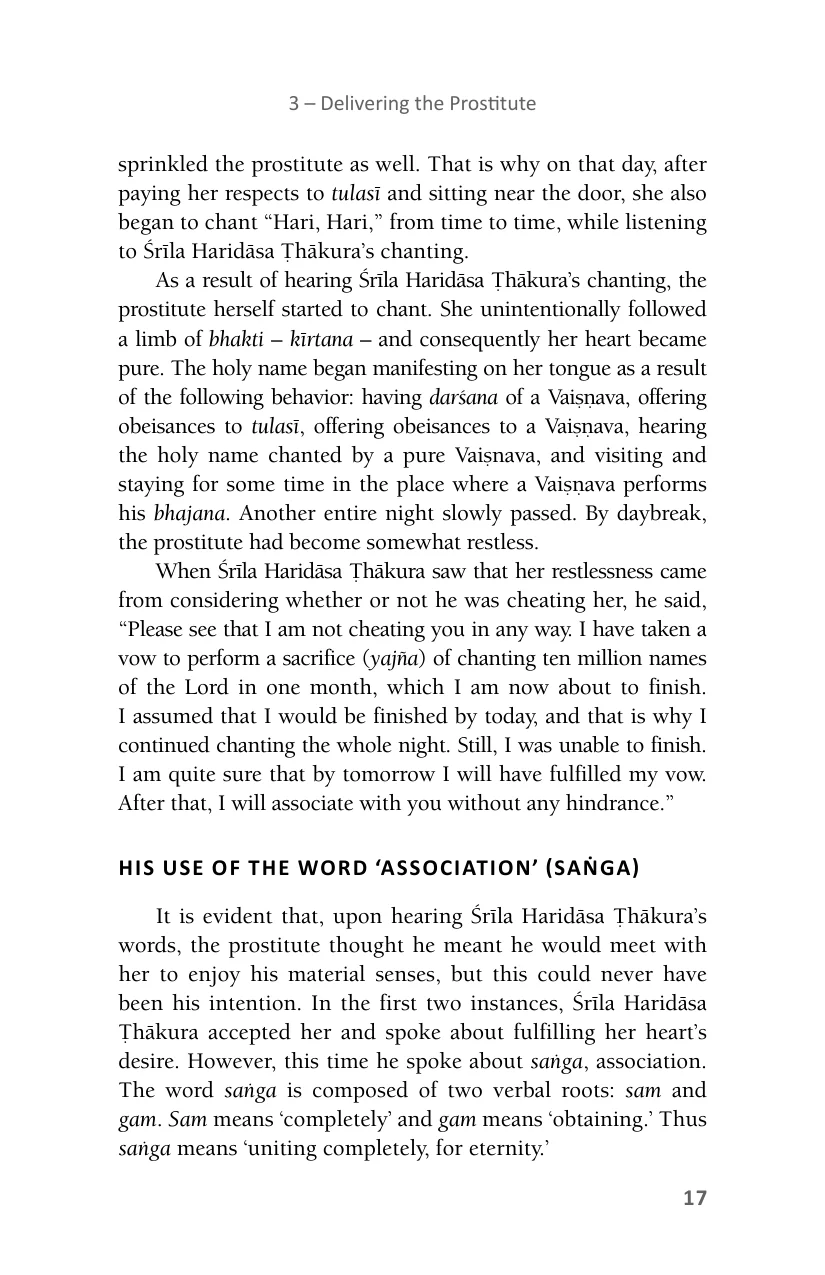 3 – Delivering the Prostitute
sprinkled the prostitute as well. That is why on that day, after
paying her respects to tulasī and sitting near the door, she also
began to chant “Hari, Hari,” from time to time, while listening
to Śrīla Haridāsa Ṭhākura’s chanting.
As a result of hearing Śrīla Haridāsa Ṭhākura’s chanting, the
prostitute herself started to chant. She unintentionally followed
a limb of bhakti – kīrtana – and consequently her heart became
pure. The holy name began manifesting on her tongue as a result
of the following behavior: having darśana of a Vaiṣṇava, offering
obeisances to tulasī, offering obeisances to a Vaiṣṇava, hearing
the holy name chanted by a pure Vaiṣnava, and visiting and
staying for some time in the place where a Vaiṣṇava performs
his bhajana. Another entire night slowly passed. By daybreak,
the prostitute had become somewhat restless.
When Śrīla Haridāsa Ṭhākura saw that her restlessness came
from considering whether or not he was cheating her, he said,
“Please see that I am not cheating you in any way. I have taken a
vow to perform a sacrifice (yajña) of chanting ten million names
of the Lord in one month, which I am now about to finish.
I assumed that I would be finished by today, and that is why I
continued chanting the whole night. Still, I was unable to finish.
I am quite sure that by tomorrow I will have fulfilled my vow.
After that, I will associate with you without any hindrance.”
HIS USE OF THE WORD ‘ASSOCIATION’ (SAṄGA)
It is evident that, upon hearing Śrīla Haridāsa Ṭhākura’s
words, the prostitute thought he meant he would meet with
her to enjoy his material senses, but this could never have
been his intention. In the first two instances, Śrīla Haridāsa
Ṭhākura accepted her and spoke about fulfilling her heart’s
desire. However, this time he spoke about saṅga, association.
The word saṅga is composed of two verbal roots: sam and
gam. Sam means ‘completely’ and gam means ‘obtaining.’ Thus
saṅga means ‘uniting completely, for eternity.’
17